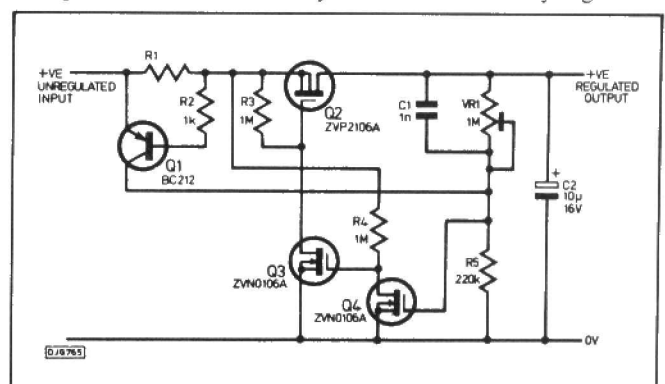 R1
+VE
UNREGULATED
INPUT
R2
1k
R3
1M
Q2
ZVP2106A
C1
1n
VR1
1M
+VE
REGULATED
OUTPUT
Q1
BC212
+
C2
10µ
16V
R4
1M
Q3
ZVN0106A
Q4
ZVN0106A
R5
220k
0V
DJ9765